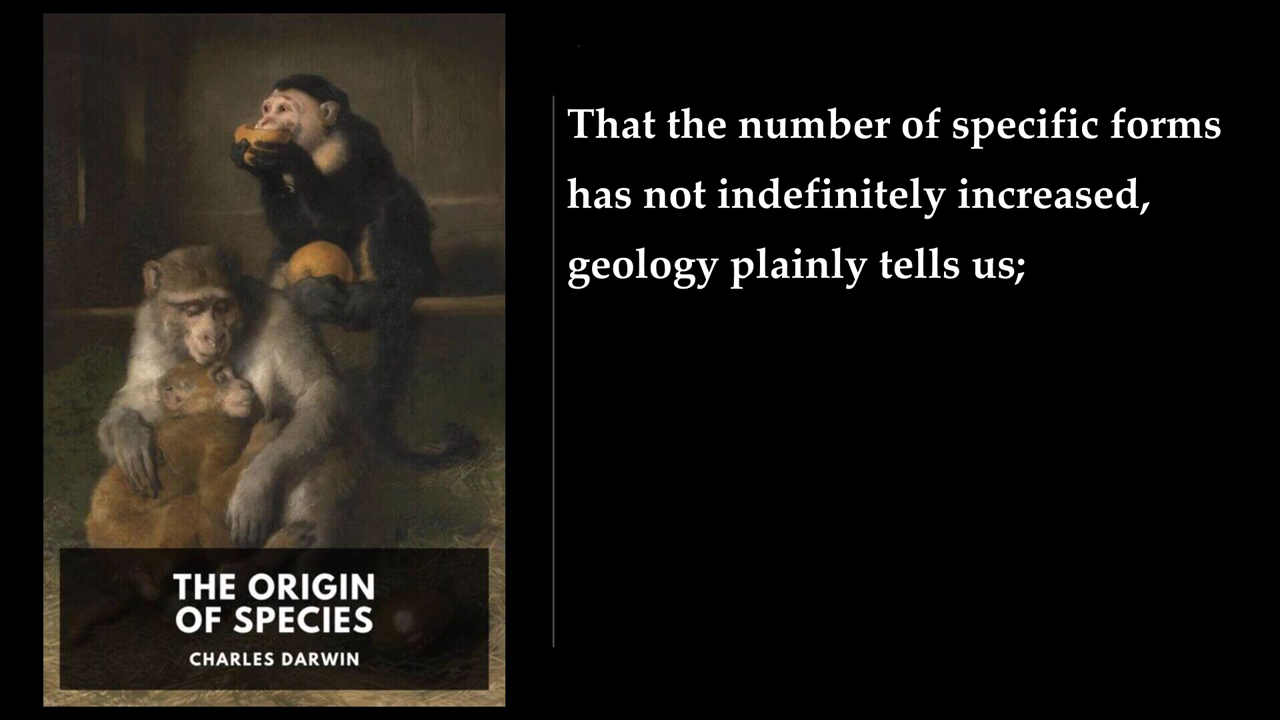 That the number of specific forms
has not indefinitely increased,
geology plainly tells us;
THE ORIGIN
OF SPECIES
CHARLES DARWIN